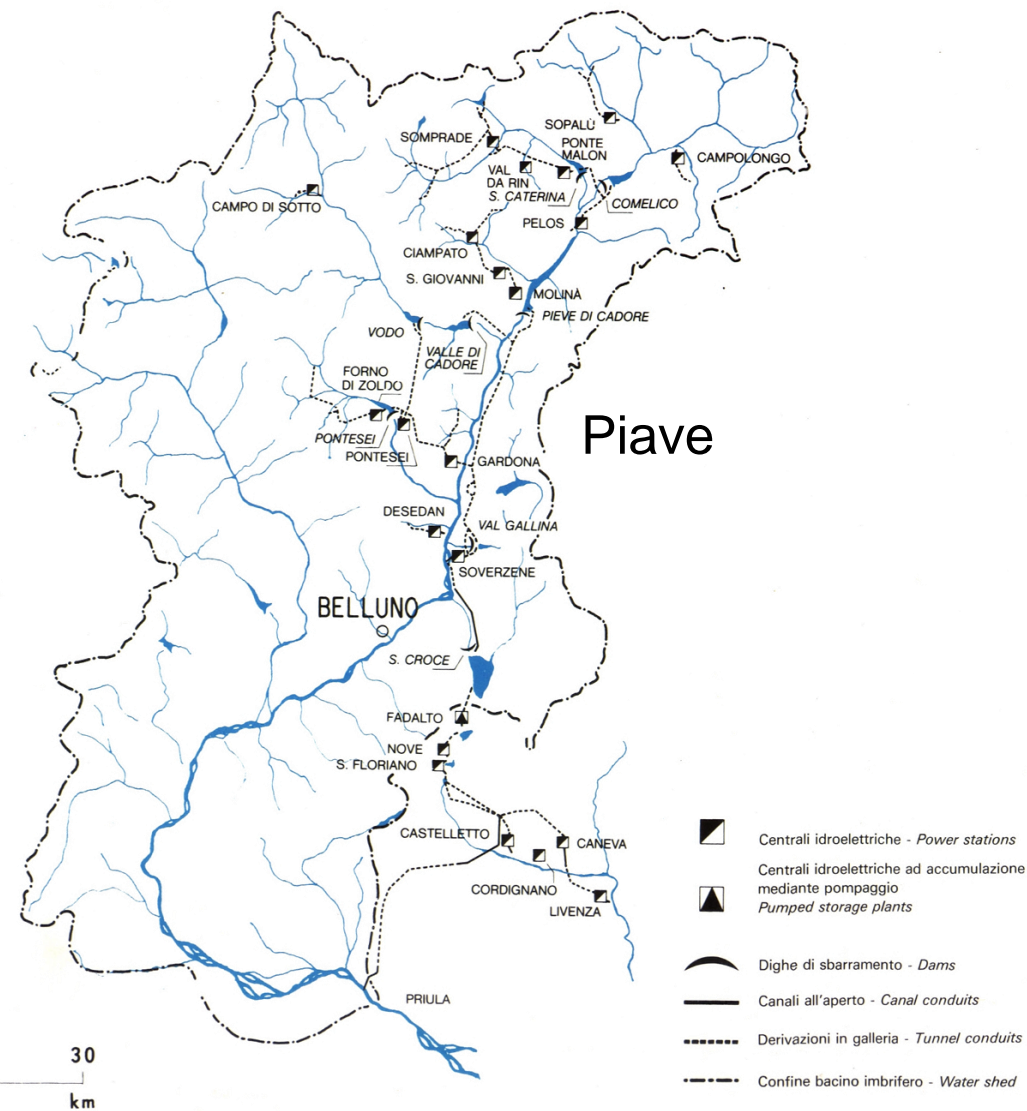 SOPALÙ
SOMPRADE
PONTE
MALON
CAMPOLONGO
VAL
DA RIN
S. CATERINA
COMELICO
CAMPO DI SOTTO
PELOS
CIAMPATO
S. GIOVANNI
MOLINÀ
PIEVE DI CADORE
VODO
VALLE DI
CADORE
FORNO
DI ZOLDO
Piave
PONTESEI
PONTESEI
GARDONA
DESEDAN
VAL GALLINA
SOVERZENE
BELLUNO
S. CROCE
FADALTO
NOVE
S. FLORIANO
CASTELLETTO
CANEVA
CORDIGNANO
LIVENZA
PRIULA
30
km
Centrali idroelettriche - Power stations
Centrali idroelettriche ad accumulazione
mediante pompaggio
Pumped storage plants
Dighe di sbarramento - Dams
Canali all'aperto - Canal conduits
Derivazioni in galleria - Tunnel conduits
Confine bacino imbrifero - Water shed